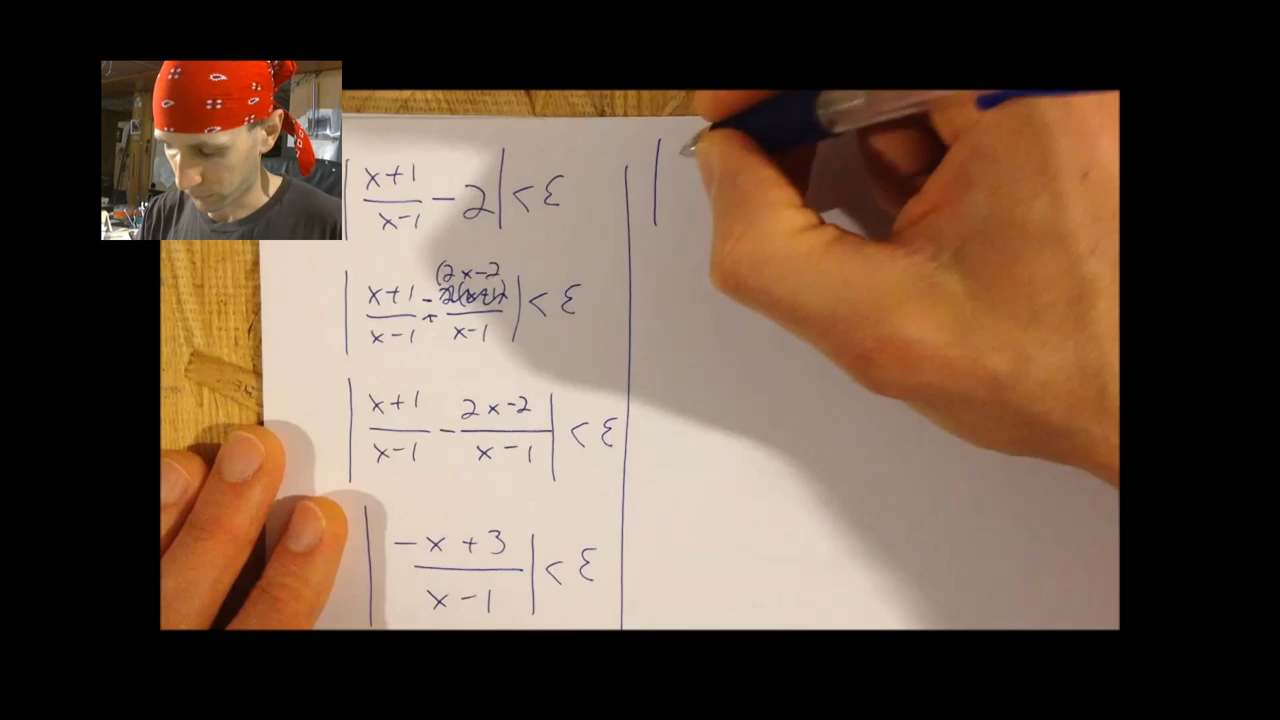 | x+1 / x-1 - 2 | < ε
| x+1 / x-1 - (2x-2 / x-1 | < ε
| x+1 / x-1 - 2x-2 / x-1 | < ε
| -x+3 / x-1 | < ε
|